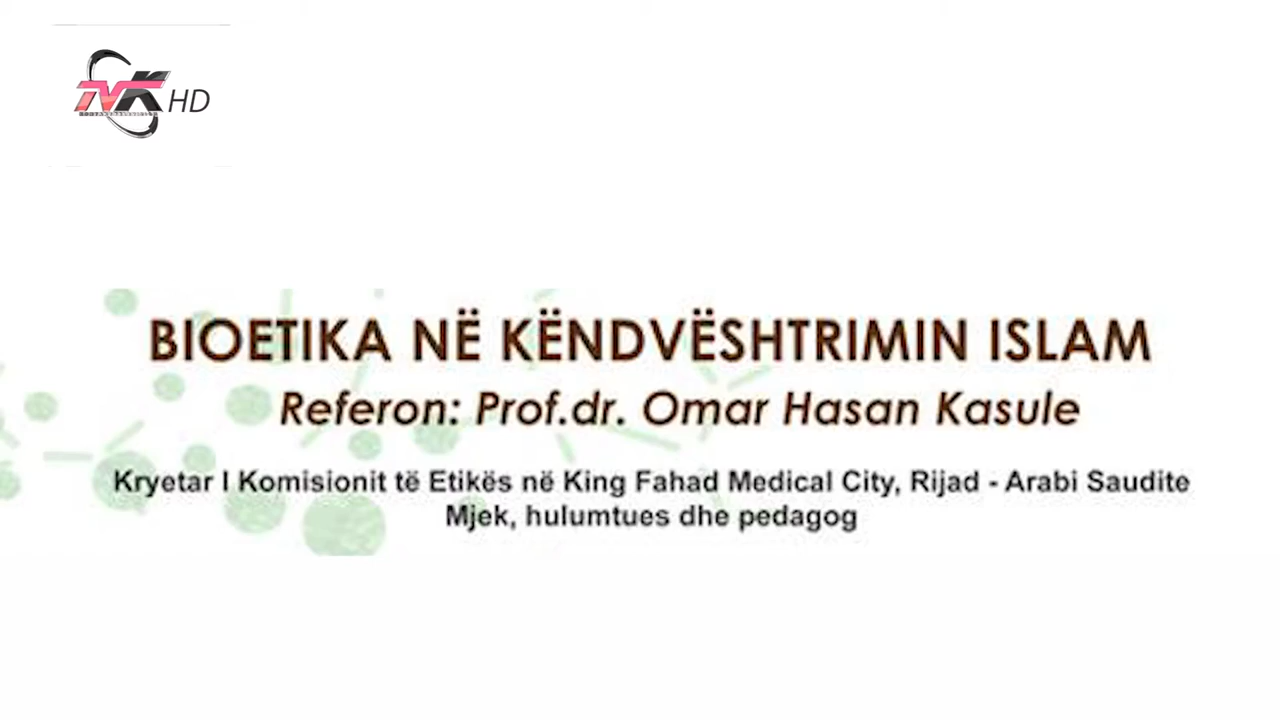 TVK HD
BIOETIKA NË KËNDVËSHTRIMIN ISLAM
Referon: Prof.dr. Omar Hasan Kasule
Kryetar I Komisionit të Etikës në King Fahad Medical City, Rijad - Arabi Saudite
Mjek, hulumtues dhe pedagog